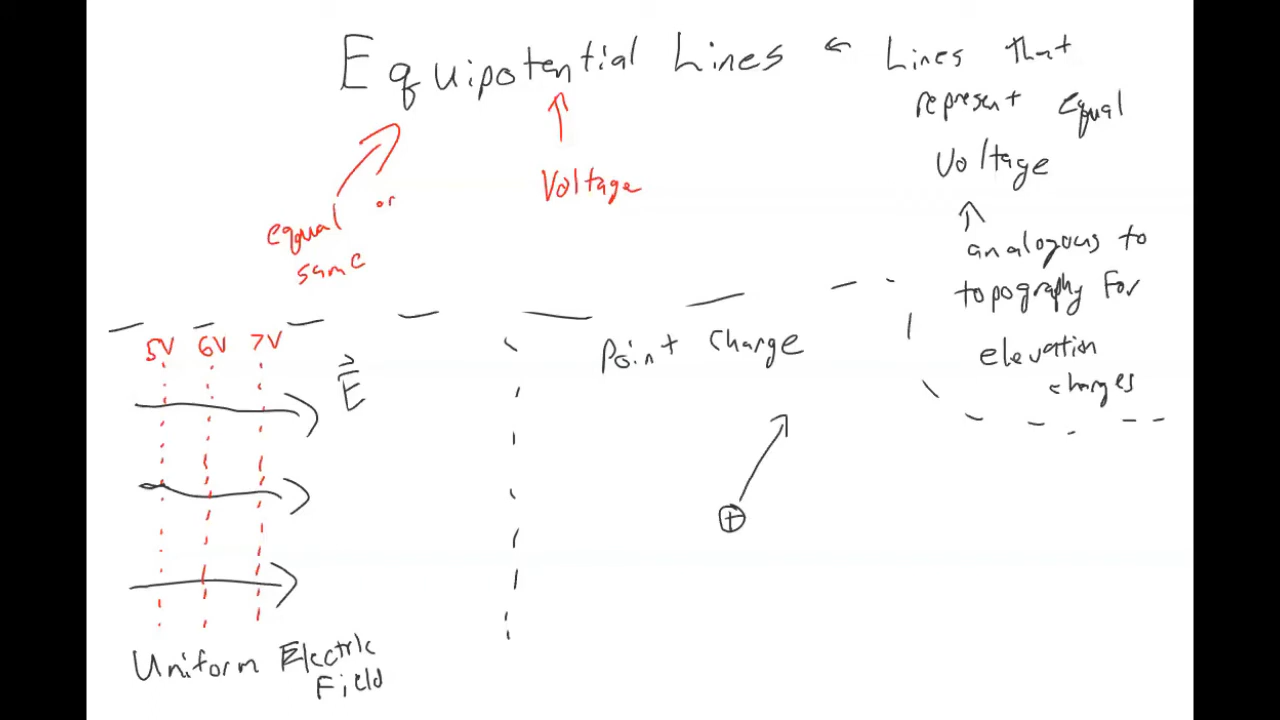 Equipotential Lines ← Lines that
represent equal
voltage
Voltage
equal or
same
analogous to
topography for
elevation
charges
5V 6V 7V
E
Point Charge
+
Uniform Electric
Field